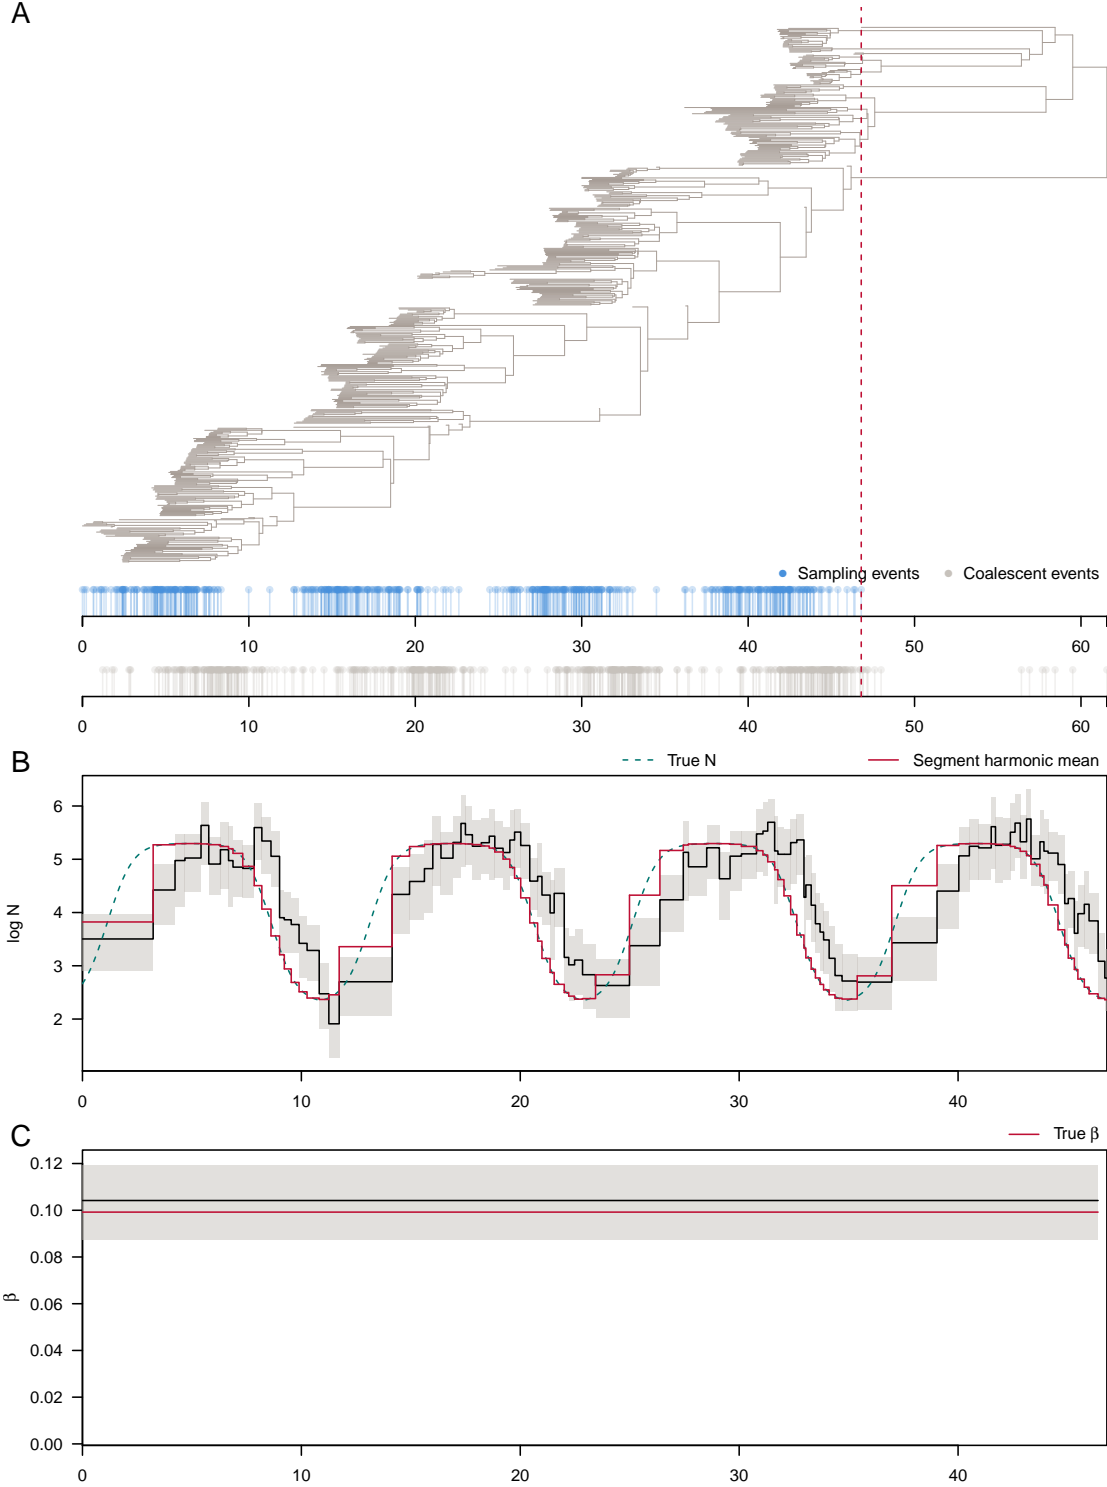 A
Sampling events Coalescent events
0 10 20 30 40 50 60
0 10 20 30 40 50 60
B
True N Segment harmonic mean
6
5
4
3
2
log N
0 10 20 30 40
C
True β
0.12
0.10
0.08
0.06
0.04
0.02
0.00
β
0 10 20 30 40